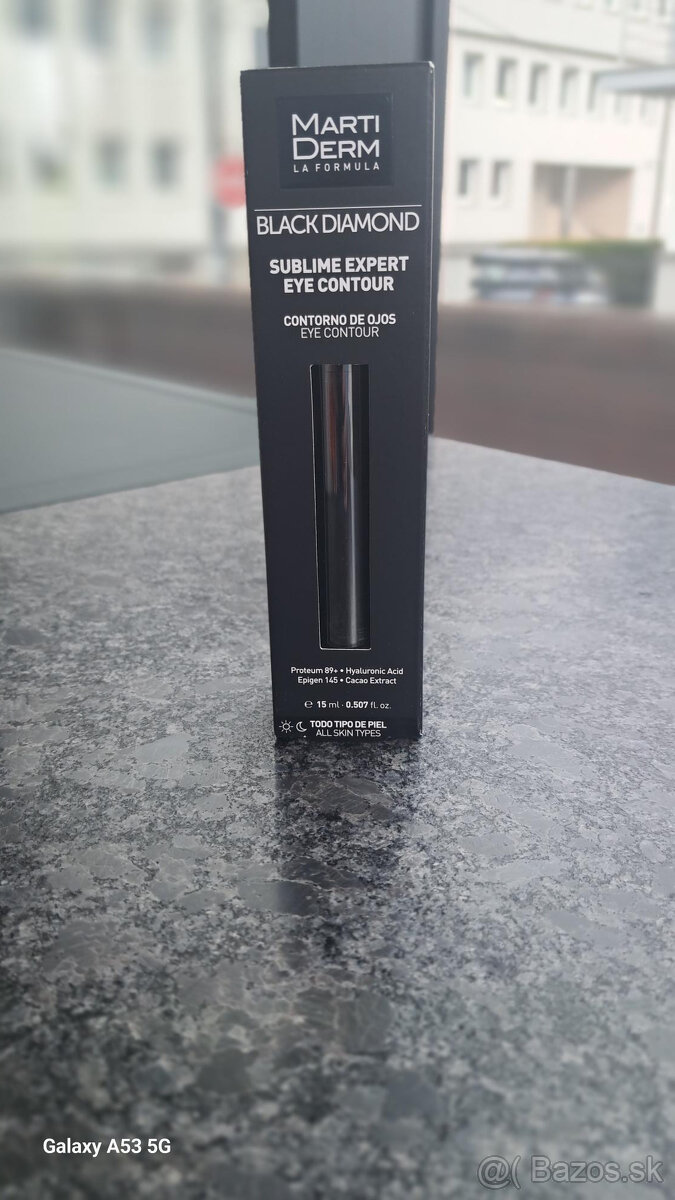 MARTI
DERM
LA FORMULA
BLACK DIAMOND
SUBLIME EXPERT
EYE CONTOUR
CONTORNO DE OJOS
EYE CONTOUR
Proteum 89+ • Hyaluronic Acid
Epigen 145 • Cacao Extract
℮ 15 ml · 0.507 fl. oz.
TODO TIPO DE PIEL
ALL SKIN TYPES
Galaxy A53 5G
@( Bazos.sk